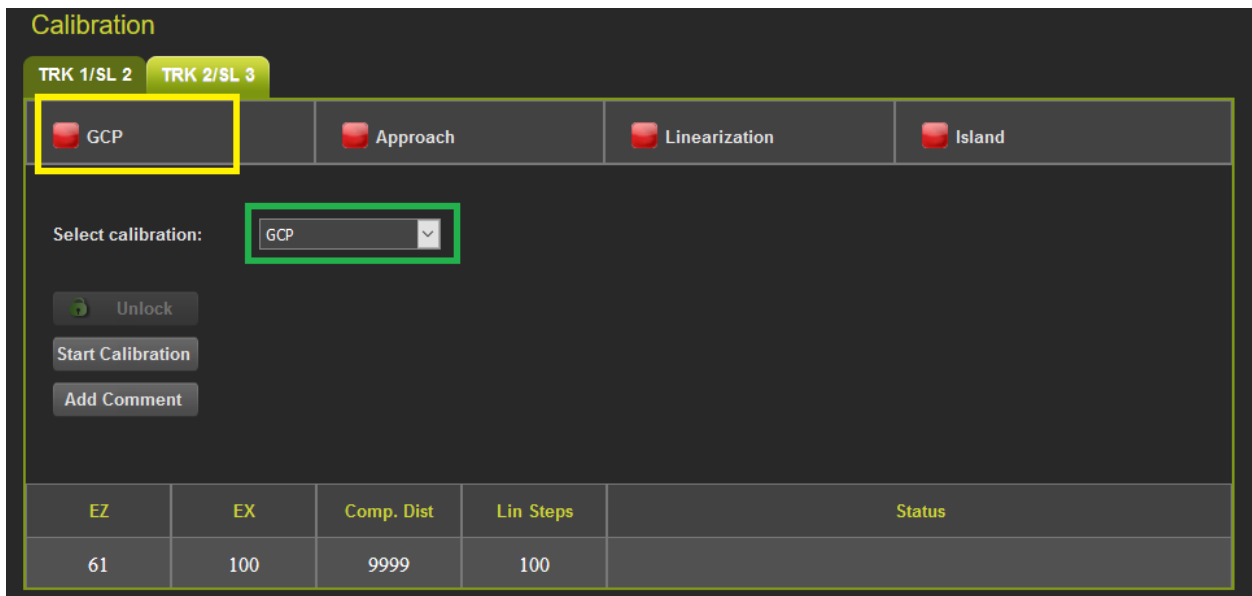 Calibration
TRK 1/SL 2 TRK 2/SL 3
GCP Approach Linearization Island
Select calibration: GCP
Unlock
Start Calibration
Add Comment
EZ EX Comp. Dist Lin Steps Status
61 100 9999 100